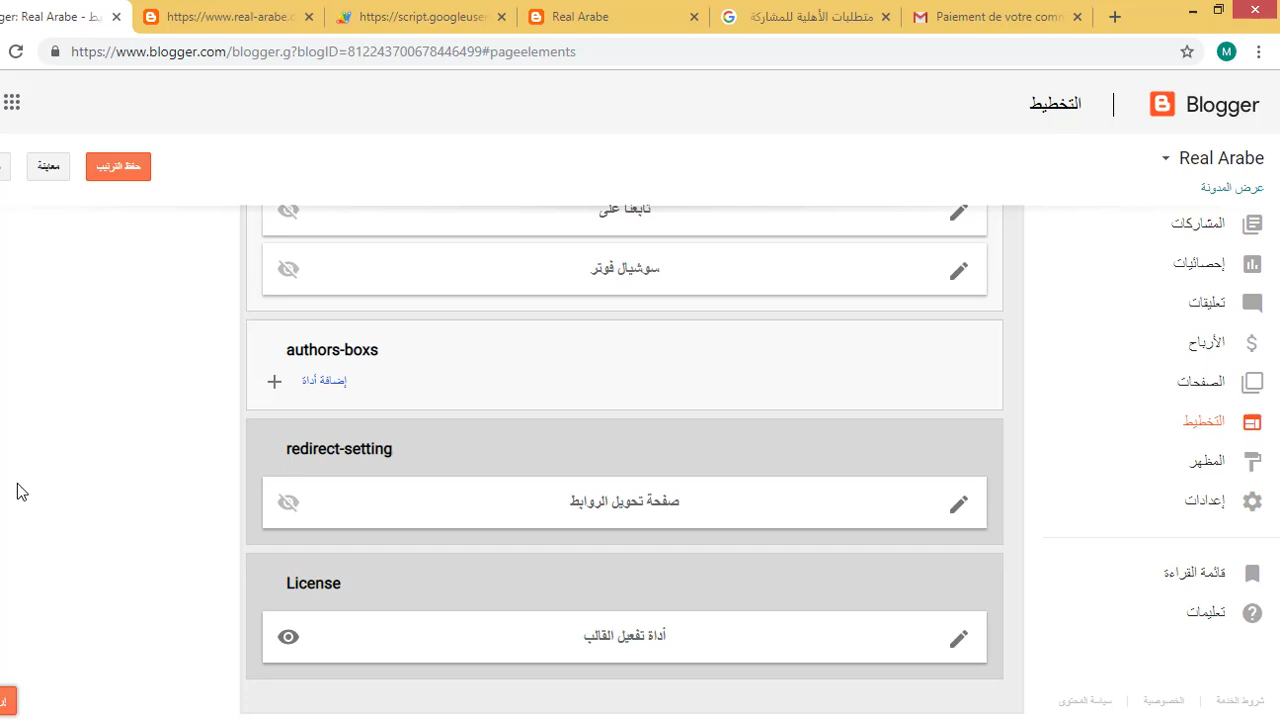 ger: Real Arabe - ـط
https://www.real-arabe.c
https://script.googleuser
Real Arabe
متطلبات الأهلية للمشاركة
Paiement de votre comm
https://www.blogger.com/blogger.g?blogID=812243700678446499#pageelements
M
Blogger
التخطيط
Real Arabe
عرض المدونة
حفظ الترتيب
معاينة
المشاركات
إحصائيات
تعليقات
الأرباح
الصفحات
التخطيط
المظهر
إعدادات
قائمة القراءة
تعليمات
تابعنا على
سوشيال فوتر
authors-boxs
إضافة أداة
redirect-setting
صفحة تحويل الروابط
License
أداة تفعيل القالب
شروط الخدمة
الخصوصية
سياسة المحتوى